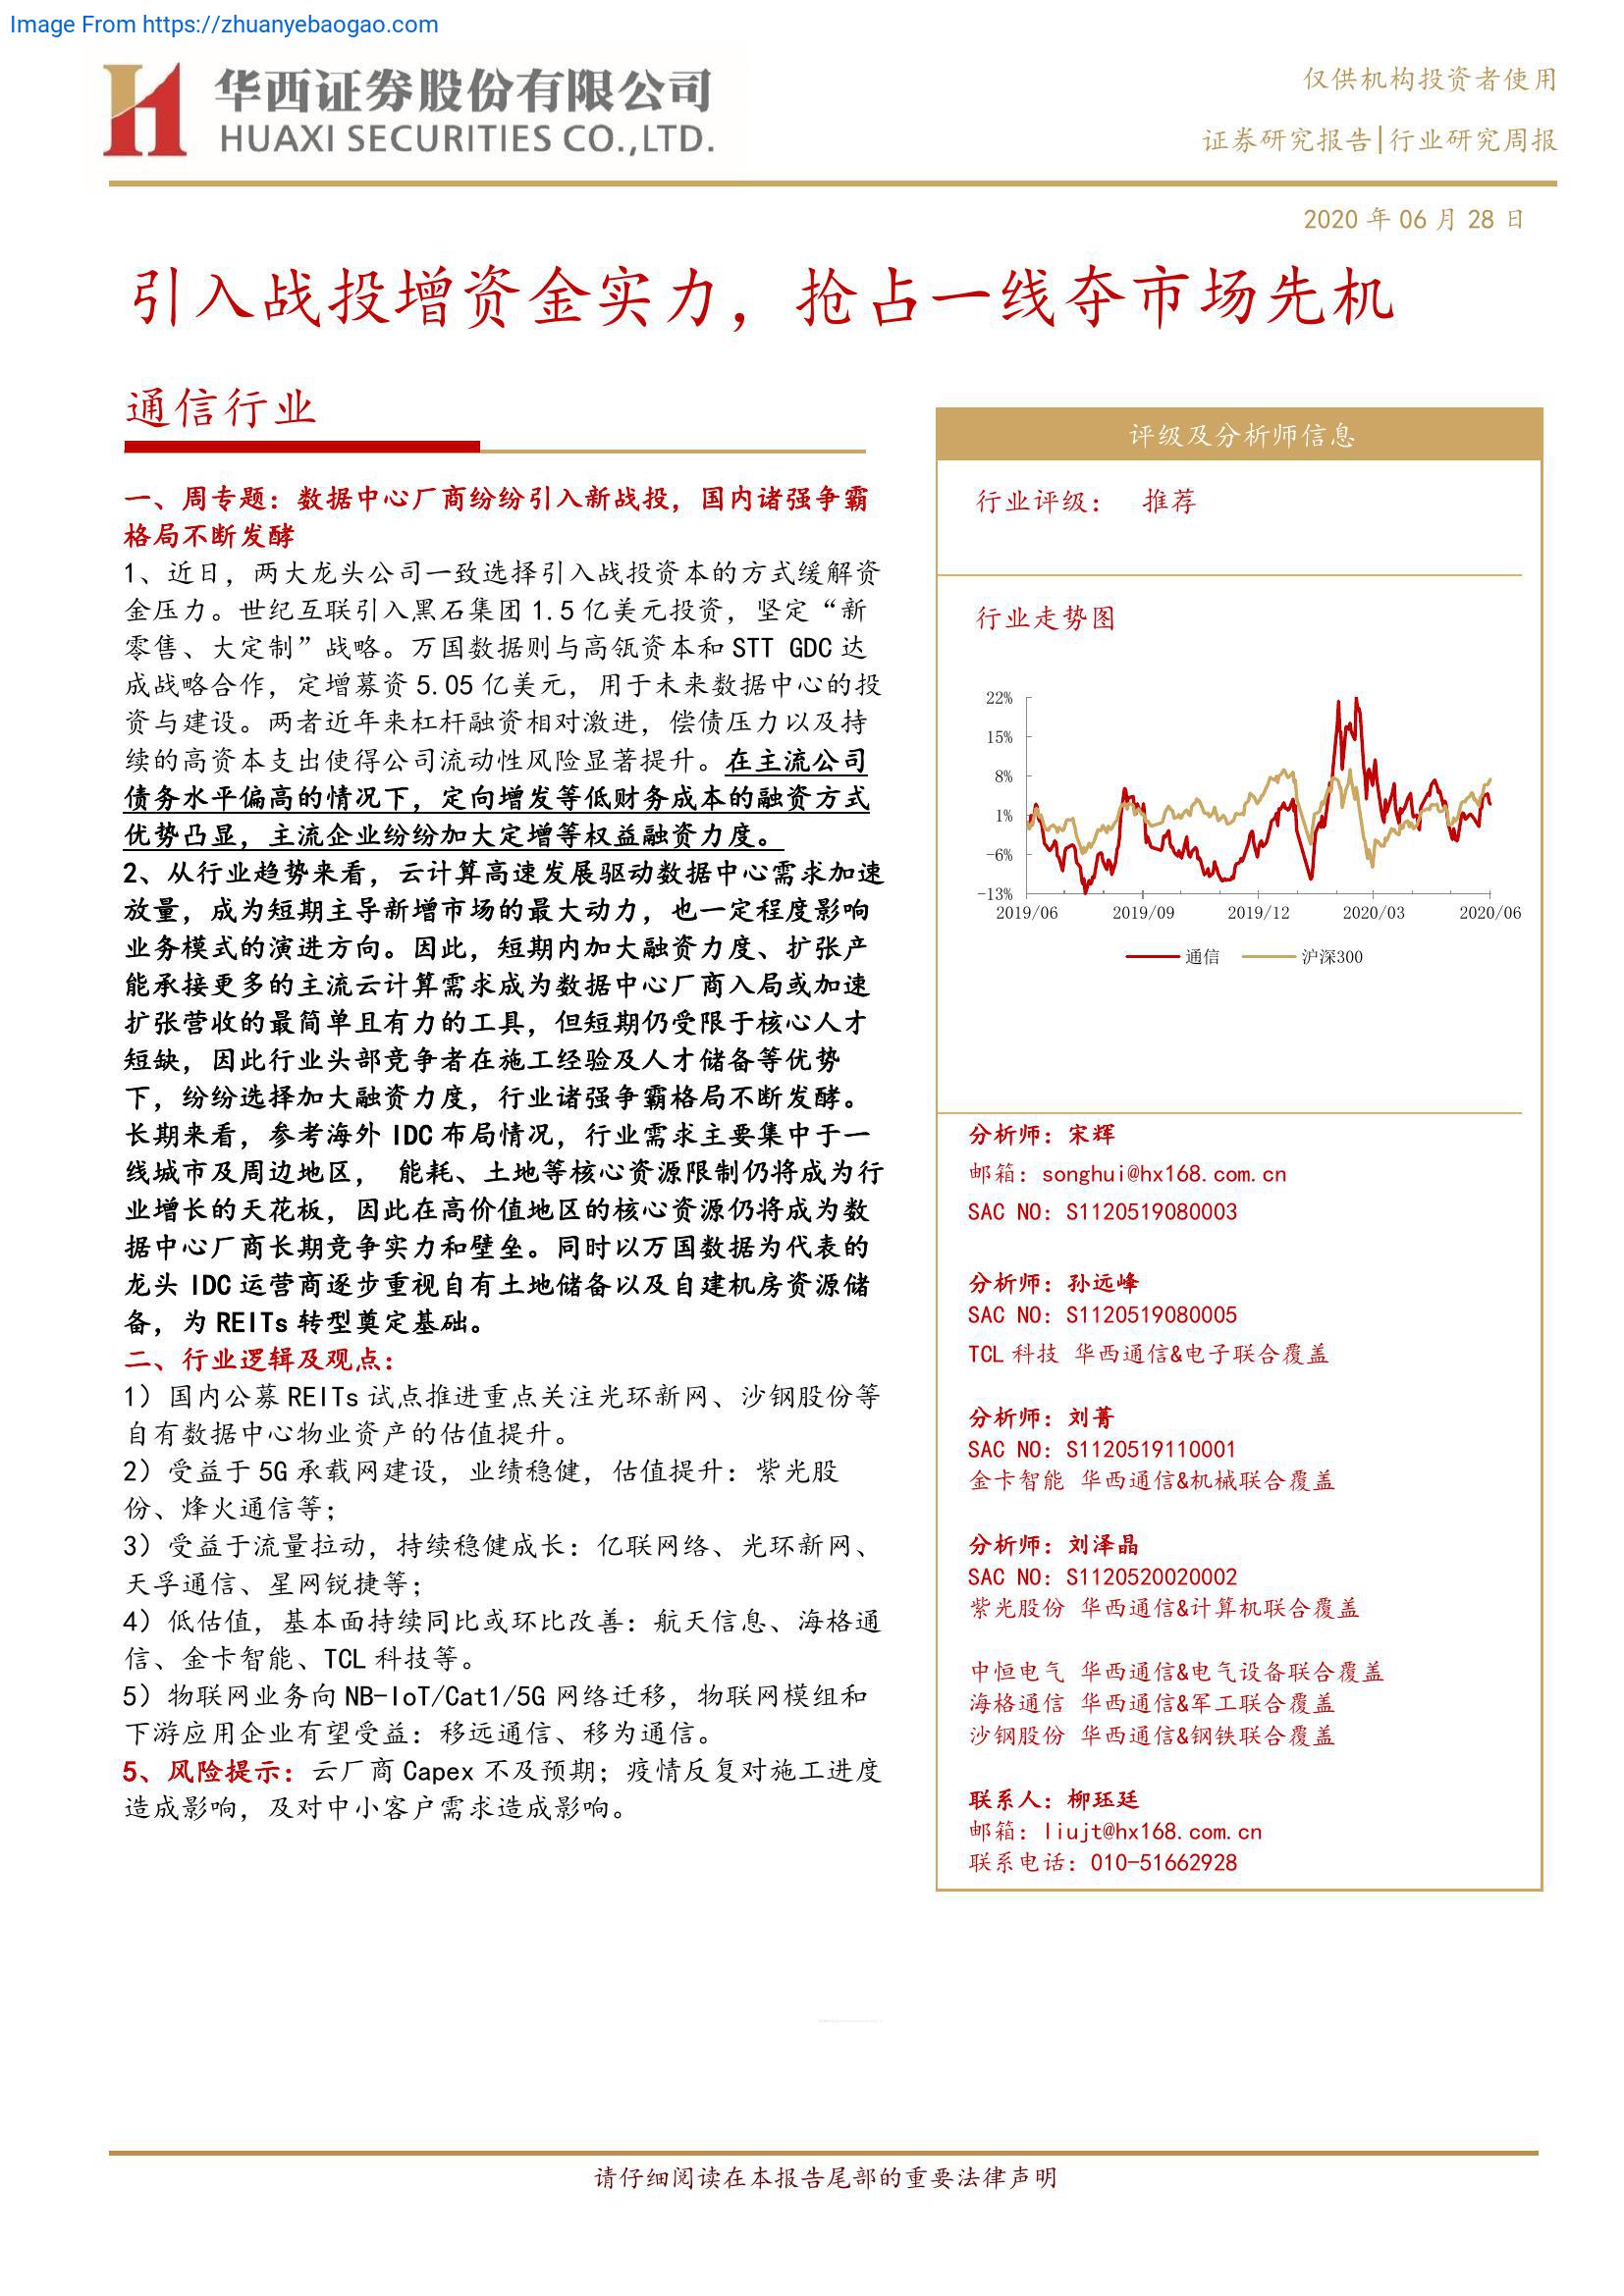 Image From https://zhuanyebaogao.com
华西证券股份有限公司
HUAXI SECURITIES CO.,LTD.
仅供机构投资者使用
证券研究报告|行业研究周报
2020 年 06 月 28 日
引入战投增资金实力，抢占一线夺市场先机
通信行业
一、周专题：数据中心厂商纷纷引入新战投，国内诸强争霸
格局不断发酵
1、近日，两大龙头公司一致选择引入战投资本的方式缓解资
金压力。世纪互联引入黑石集团 1.5 亿美元投资，坚定“新
零售、大定制”战略。万国数据则与高瓴资本和 STT GDC 达
成战略合作，定增募资 5.05 亿美元，用于未来数据中心的投
资与建设。两者近年来杠杆融资相对激进，偿债压力以及持
续的高资本支出使得公司流动性风险显著提升。在主流公司
债务水平偏高的情况下，定向增发等低财务成本的融资方式
优势凸显，主流企业纷纷加大定增等权益融资力度。
2、从行业趋势来看，云计算高速发展驱动数据中心需求加速
放量，成为短期主导新增市场的最大动力，也一定程度影响
业务模式的演进方向。因此，短期内加大融资力度、扩张产
能承接更多的主流云计算需求成为数据中心厂商入局或加速
扩张营收的最简单且有力的工具，但短期仍受限于核心人才
短缺，因此行业头部竞争者在施工经验及人才储备等优势
下，纷纷选择加大融资力度，行业诸强争霸格局不断发酵。
长期来看，参考海外 IDC 布局情况，行业需求主要集中于一
线城市及周边地区， 能耗、土地等核心资源限制仍将成为行
业增长的天花板，因此在高价值地区的核心资源仍将成为数
据中心厂商长期竞争实力和壁垒。同时以万国数据为代表的
龙头 IDC 运营商逐步重视自有土地储备以及自建机房资源储
备，为 REITs 转型奠定基础。
二、行业逻辑及观点：
1）国内公募 REITs 试点推进重点关注光环新网、沙钢股份等
自有数据中心物业资产的估值提升。
2）受益于 5G 承载网建设，业绩稳健，估值提升：紫光股
份、烽火通信等；
3）受益于流量拉动，持续稳健成长：亿联网络、光环新网、
天孚通信、星网锐捷等；
4）低估值，基本面持续同比或环比改善：航天信息、海格通
信、金卡智能、TCL 科技等。
5）物联网业务向 NB-IoT/Cat1/5G 网络迁移，物联网模组和
下游应用企业有望受益：移远通信、移为通信。
5、风险提示：云厂商 Capex 不及预期；疫情反复对施工进度
造成影响，及对中小客户需求造成影响。
评级及分析师信息
行业评级： 推荐
行业走势图
22%
15%
8%
1%
-6%
-13%
2019/06 2019/09 2019/12 2020/03 2020/06
通信 沪深300
分析师：宋辉
邮箱：songhui@hx168.com.cn
SAC NO：S1120519080003
分析师：孙远峰
SAC NO：S1120519080005
TCL 科技 华西通信&电子联合覆盖
分析师：刘菁
SAC NO：S1120519110001
金卡智能 华西通信&机械联合覆盖
分析师：刘泽晶
SAC NO：S1120520020002
紫光股份 华西通信&计算机联合覆盖
中恒电气 华西通信&电气设备联合覆盖
海格通信 华西通信&军工联合覆盖
沙钢股份 华西通信&钢铁联合覆盖
联系人：柳珏廷
邮箱：liujt@hx168.com.cn
联系电话：010-51662928
请仔细阅读在本报告尾部的重要法律声明